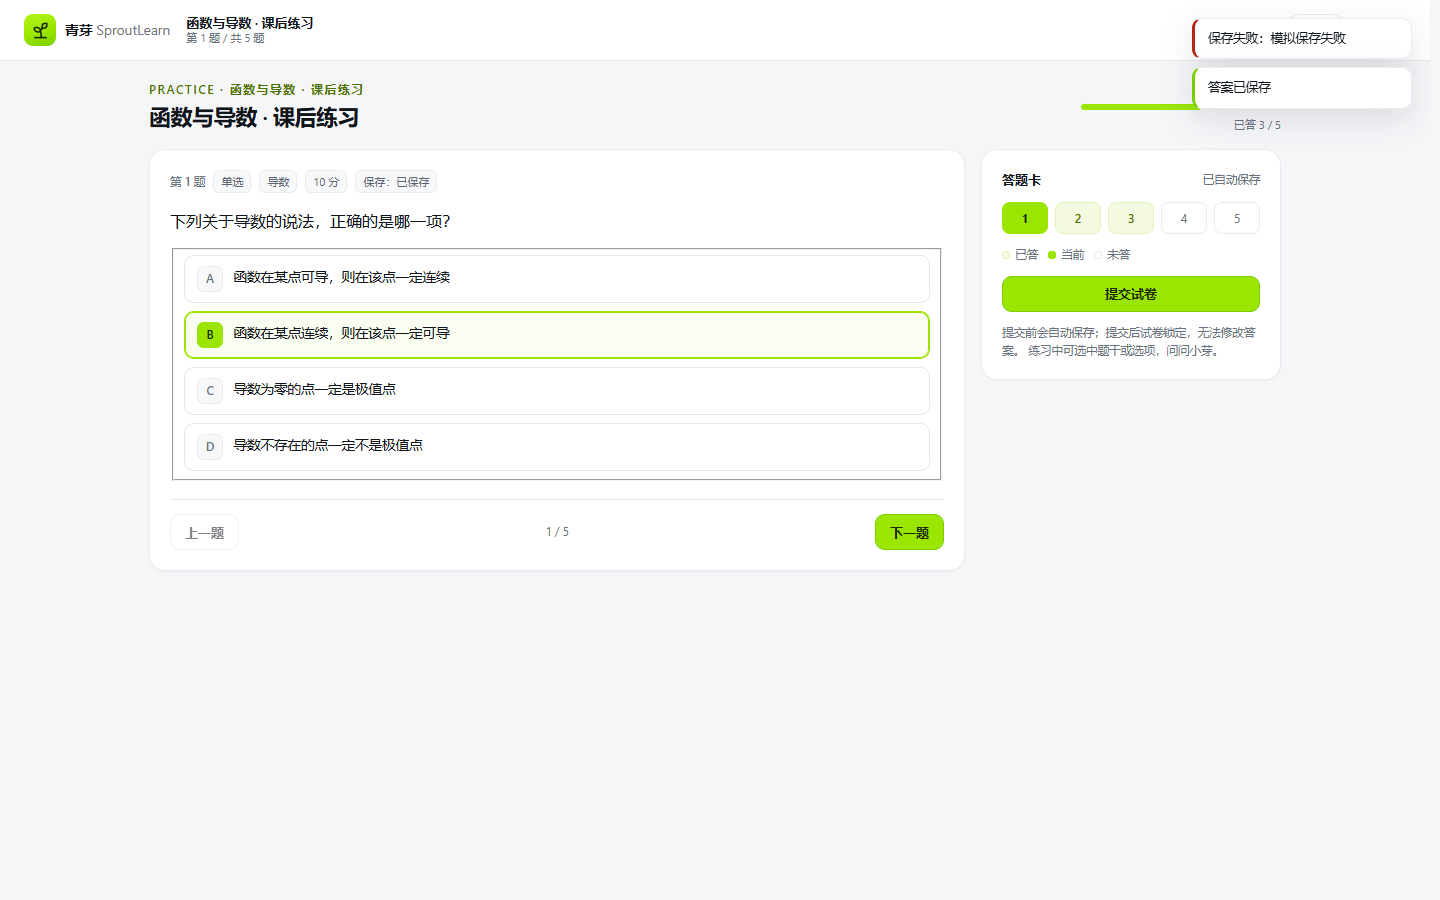 青芽 SproutLearn
函数与导数 · 课后练习
第 1 题 / 共 5 题
保存失败：模拟保存失败
答案已保存
PRACTICE · 函数与导数 · 课后练习
函数与导数 · 课后练习
已答 3 / 5
第 1 题 单选 导数 10 分 保存：已保存
下列关于导数的说法，正确的是哪一项？
A 函数在某点可导，则在该点一定连续
B 函数在某点连续，则在该点一定可导
C 导数为零的点一定是极值点
D 导数不存在的点一定不是极值点
上一题 1 / 5 下一题
答题卡 已自动保存
1 2 3 4 5
已答 当前 未答
提交试卷
提交前会自动保存；提交后试卷锁定，无法修改答
案。 练习中可选中题干或选项，问问小芽。